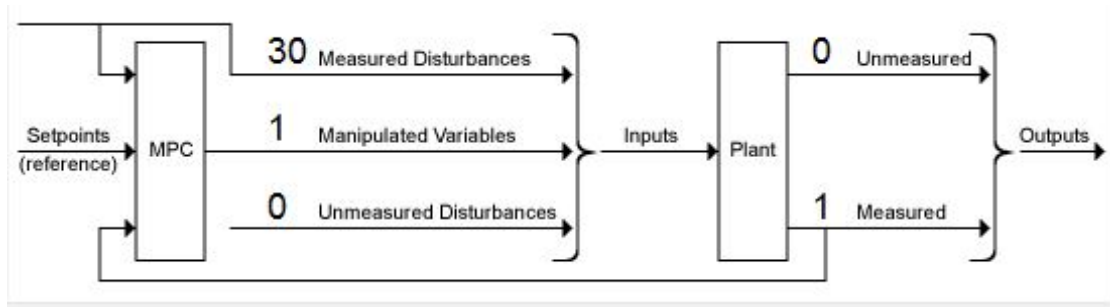 30 Measured Disturbances
0 Unmeasured
Setpoints
(reference)
MPC
1 Manipulated Variables
Inputs
Plant
Outputs
0 Unmeasured Disturbances
1 Measured